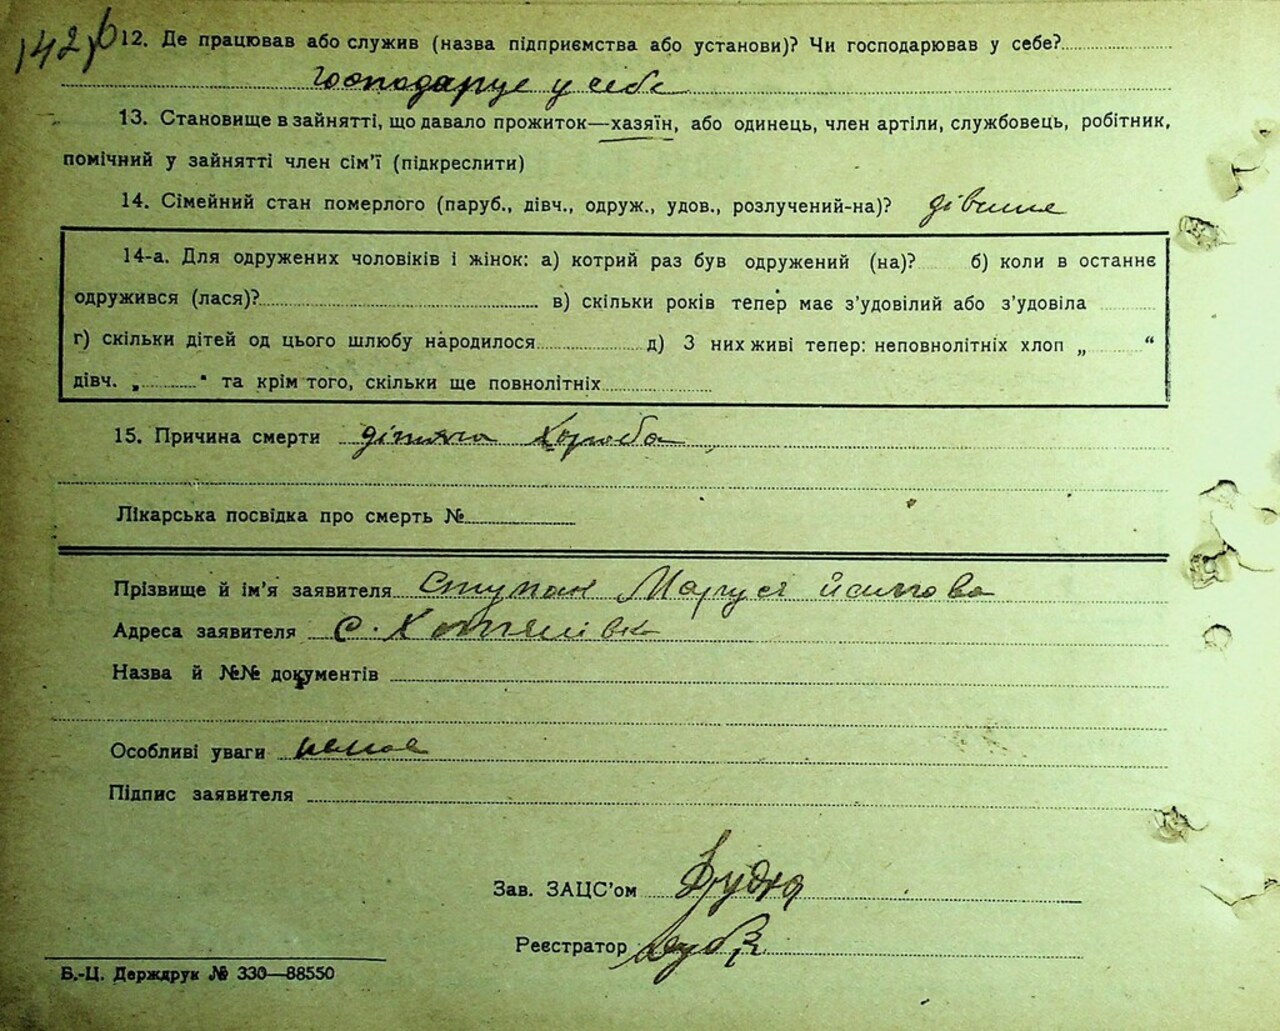 142
12. Де працював або служив (назва підприємства або установи)? Чи господарював у себе?
Господарує у себе
13. Становище в зайнятті, що давало прожиток—хазяїн, або одинець, член артіли, службовець, робітник,
помічний у зайнятті член сім'ї (підкреслити)
14. Сімейний стан померлого (паруб., дівч., одруж., удов., розлучений-на)?
14-а. Для одружених чоловіків і жінок: а) котрий раз був одружений (на)? б) коли в останнє
одружився (лася)? в) скільки років тепер має з'удовілий або з'удовіла
г) скільки дітей од цього шлюбу народилося д) З них живі тепер: неповнолітніх хлоп „ “
дівч. „ “ та крім того, скільки ще повнолітніх
15. Причина смерти дітяча хороба
Лікарська посвідка про смерть №
Прізвище й ім'я заявителя Ступак Маруся
Адреса заявителя с.
Назва й №№ документів
Особливі уваги немає
Підпис заявителя
Зав. ЗАЦС'ом
Реєстратор
Б.-Ц. Держдрук № 330—88550